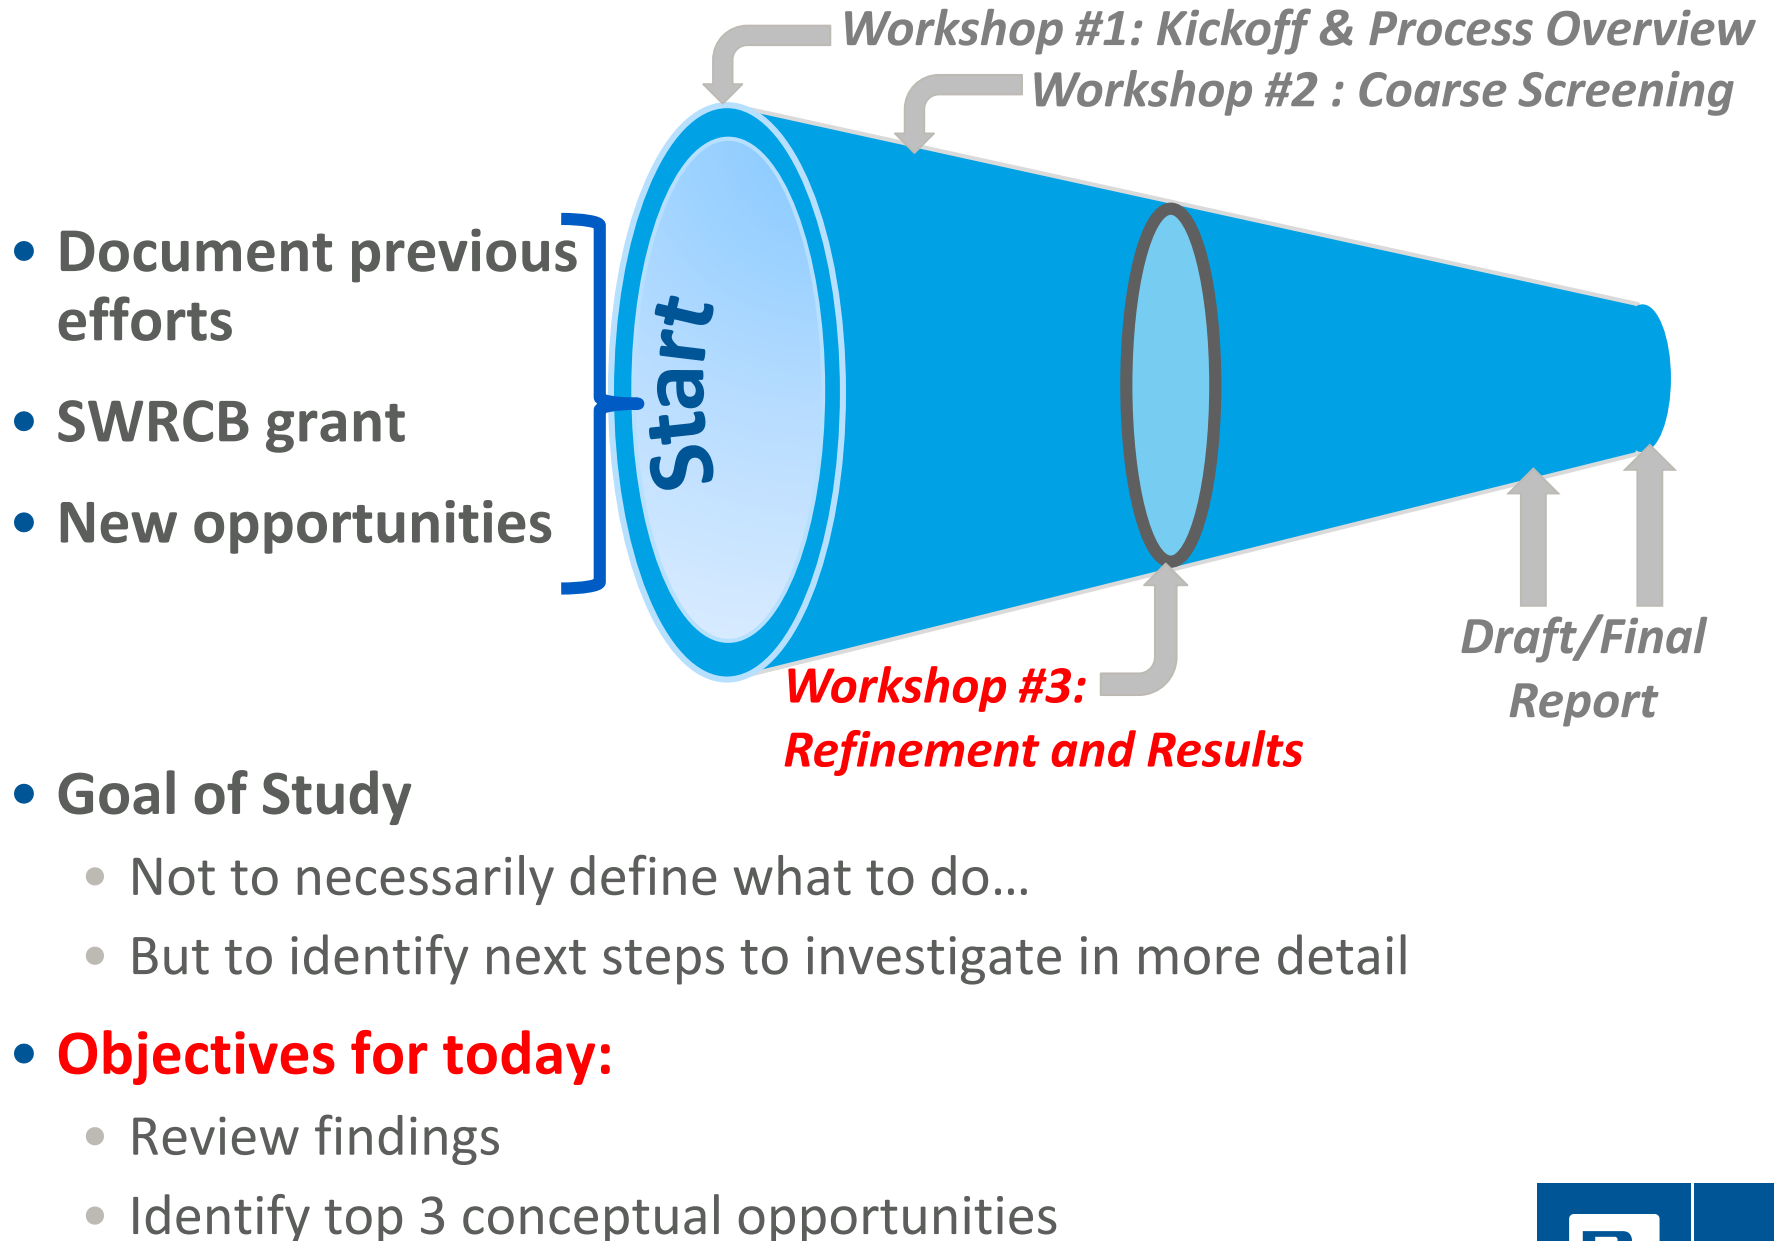 Workshop #1: Kickoff & Process Overview
Workshop #2 : Coarse Screening
• Document previous
efforts
• SWRCB grant
• New opportunities
Start
Workshop #3:
Refinement and Results
Draft/Final
Report
• Goal of Study
• Not to necessarily define what to do…
• But to identify next steps to investigate in more detail
• Objectives for today:
• Review findings
• Identify top 3 conceptual opportunities